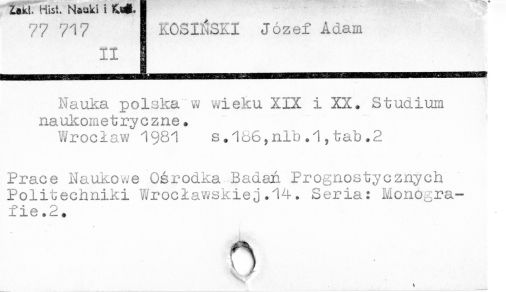 Zakł. Hist. Nauki i
77 717
II
KOSIŃSKI Józef Adam
Nauka polska w wieku XIX i XX. Studium
naukometryczne.
Wrocław 1981 s.186,nlb.1,tab.2
Prace Naukowe Ośrodka Badań Prognostycznych
Politechniki Wrocławskiej.14. Seria: Monogra-
fie.2.